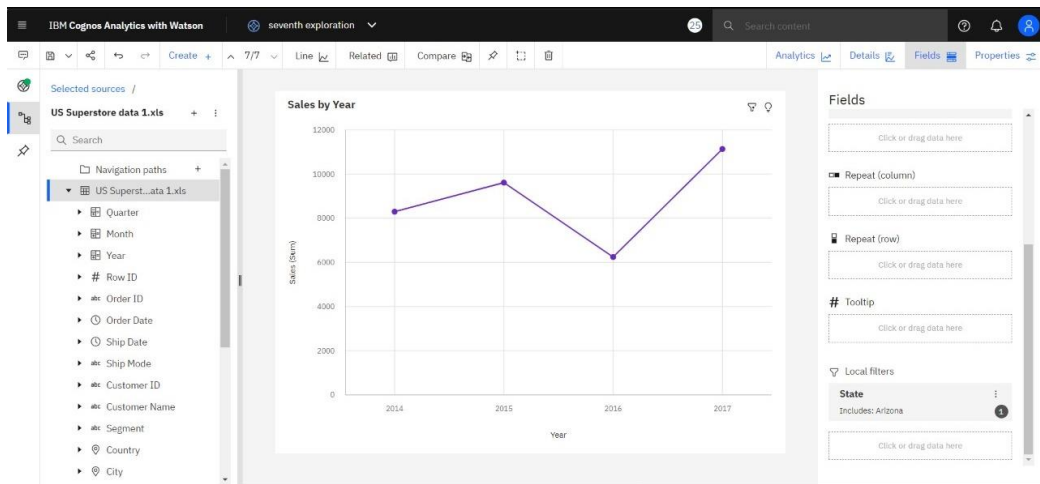 IBM Cognos Analytics with Watson
seventh exploration
25
Search content
Create +
7/7
Line
Related
Compare
Analytics
Details
Fields
Properties
Selected sources /
US Superstore data 1.xls
Search
Navigation paths
US Superst...ata 1.xls
Quarter
Month
Year
# Row ID
abc Order ID
Order Date
Ship Date
abc Ship Mode
abc Customer ID
abc Customer Name
abc Segment
Country
City
Sales by Year
12000
10000
8000
6000
4000
2000
0
Sales (Sum)
2014 2015 2016 2017
Year
Fields
Click or drag data here
Repeat (column)
Click or drag data here
Repeat (row)
Click or drag data here
# Tooltip
Click or drag data here
Local filters
State
Includes: Arizona
1
Click or drag data here